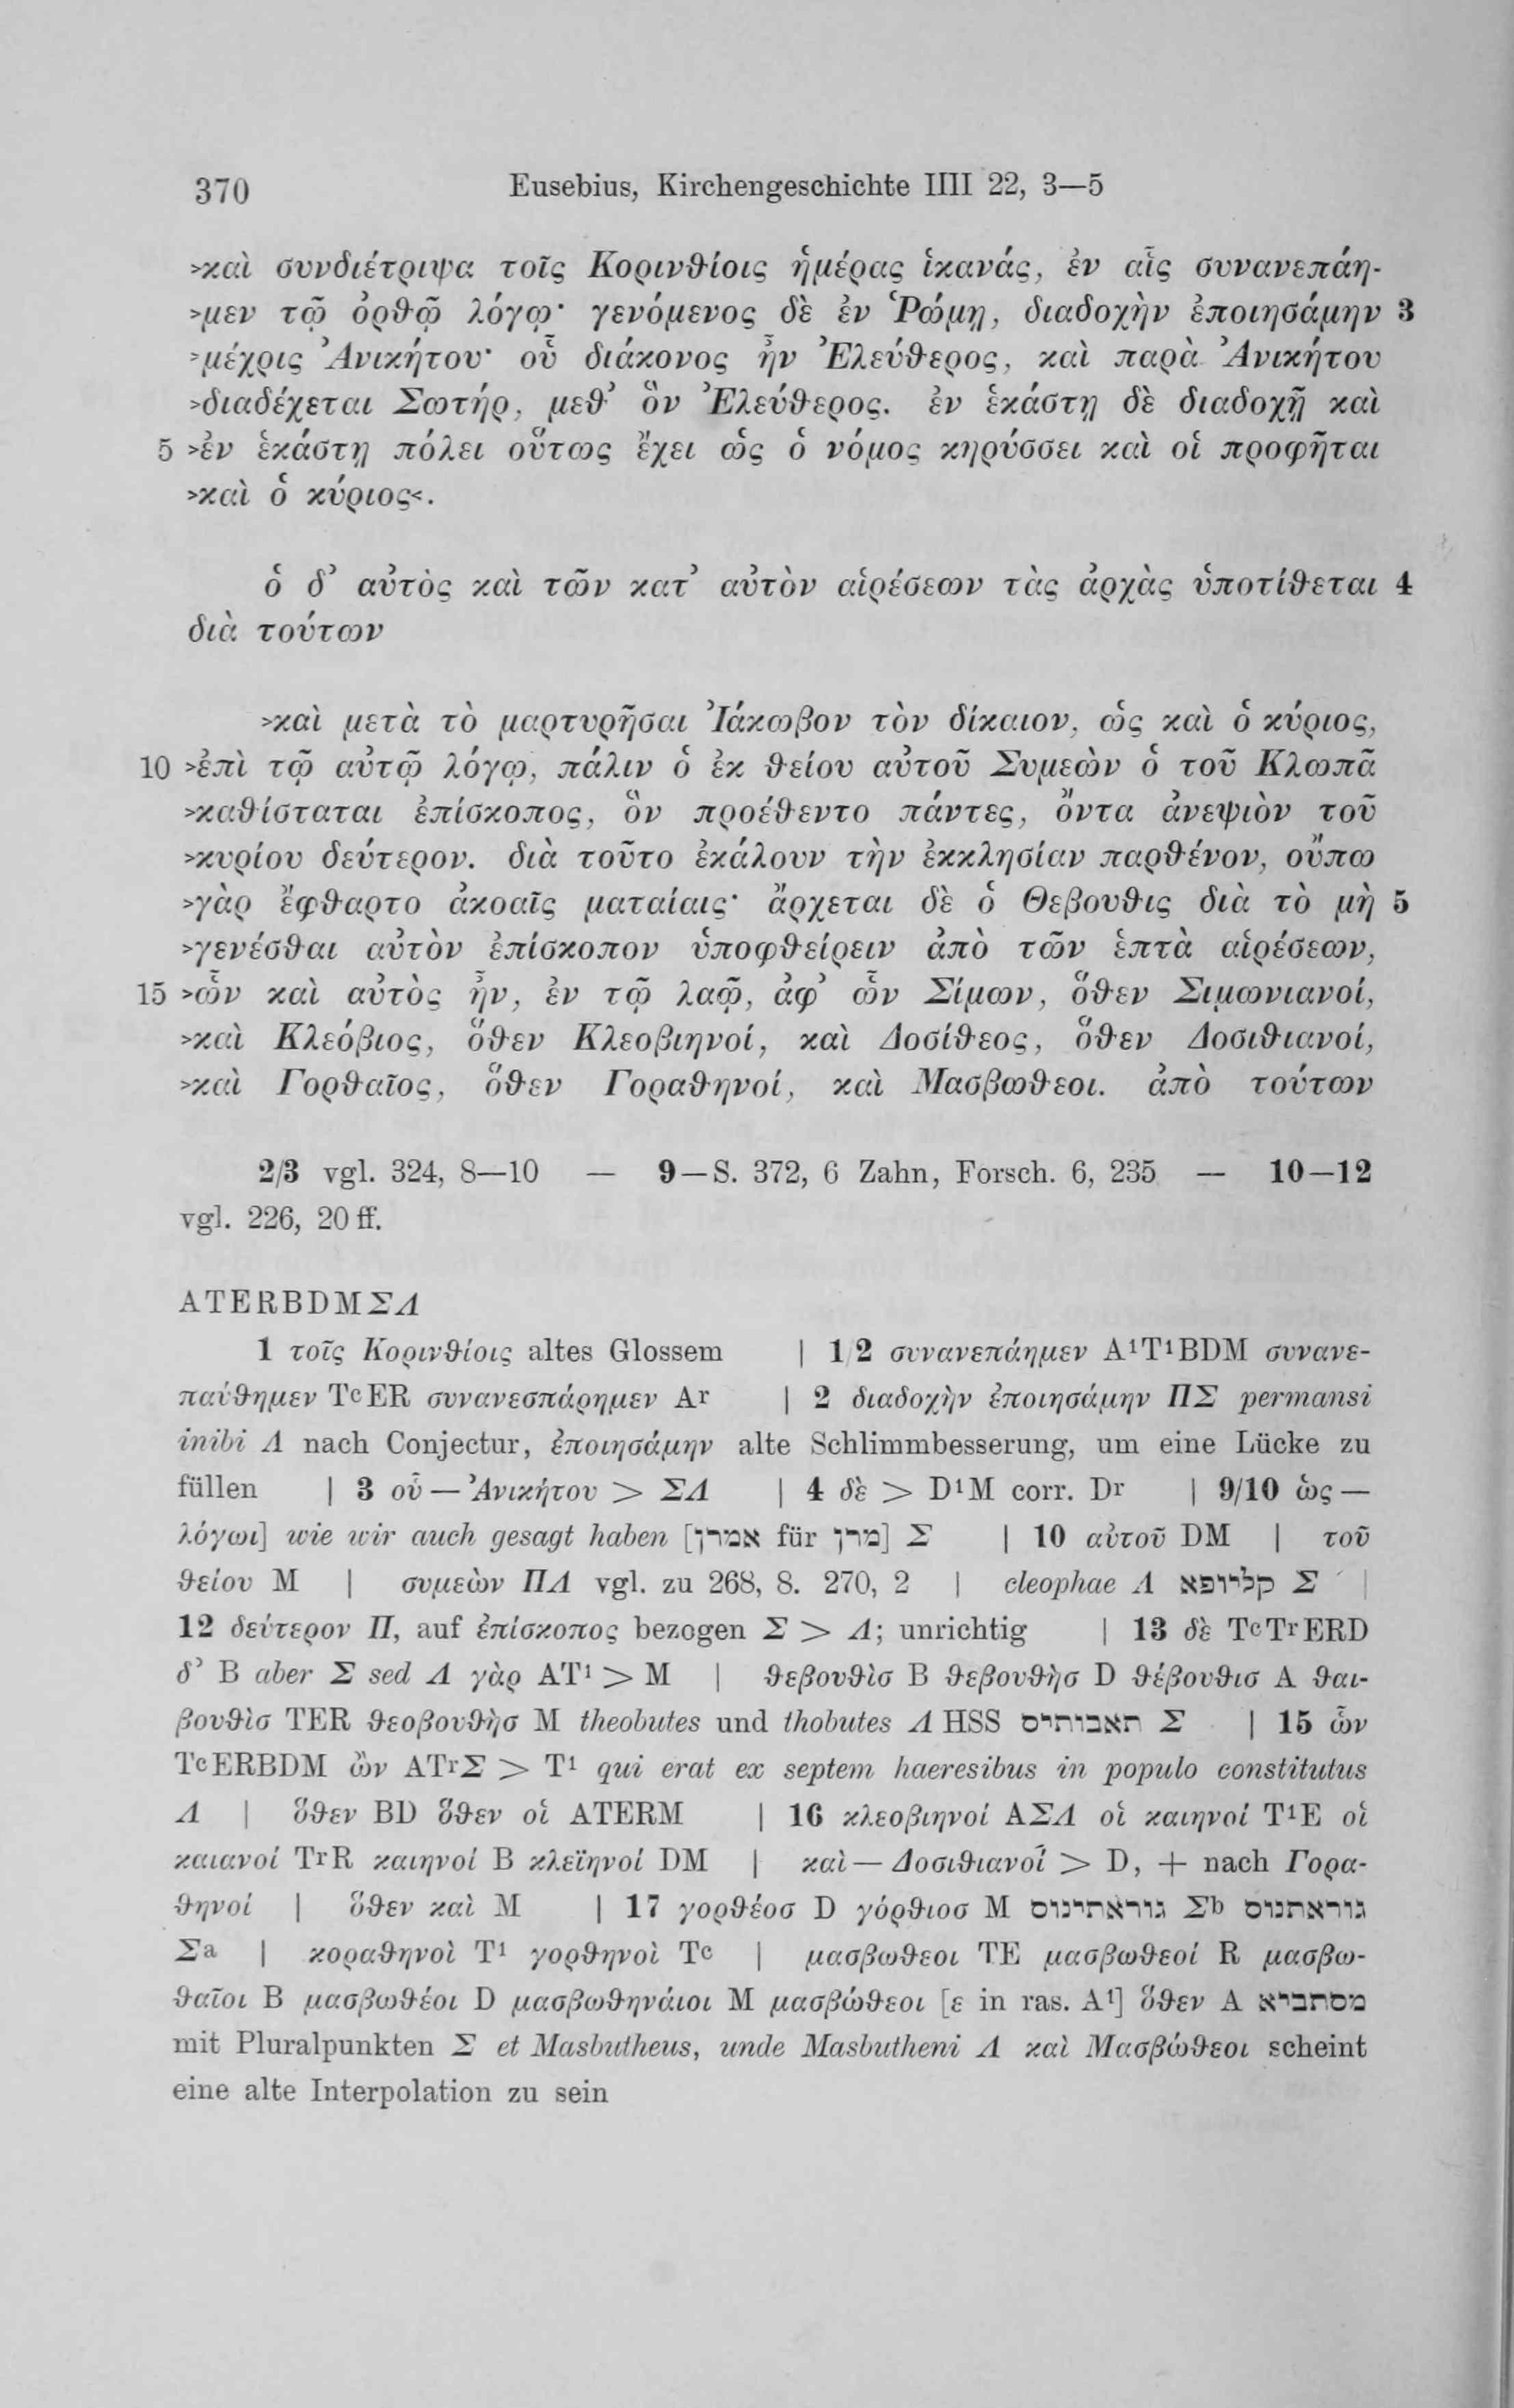 370 Eusebius, Kirchengeschichte IIII 22, 3—5
>καὶ συνδιέτριψα τοῖς Κορινθίοις ἡμέρας ἱκανάς, ἐν αἷς συνανεπάη-
>μεν τῷ ὀρθῷ λόγῳ· γενόμενος δὲ ἐν Ῥώμῃ, διαδοχὴν ἐποιησάμην 3
>μέχρις Ἀνικήτου· οὗ διάκονος ἦν Ἐλεύθερος, καὶ παρὰ Ἀνικήτου
>διαδέχεται Σωτήρ, μεθ' ὃν Ἐλεύθερος. ἐν ἑκάστῃ δὲ διαδοχῇ καὶ
5 >ἐν ἑκάστῃ πόλει οὕτως ἔχει ὡς ὁ νόμος κηρύσσει καὶ οἱ προφῆται
>καὶ ὁ κύριος<.
ὁ δ' αὐτὸς καὶ τῶν κατ' αὐτὸν αἱρέσεων τὰς ἀρχὰς ὑποτίθεται 4
διὰ τούτων
>καὶ μετὰ τὸ μαρτυρῆσαι Ἰάκωβον τὸν δίκαιον, ὡς καὶ ὁ κύριος,
10 >ἐπὶ τῷ αὐτῷ λόγῳ, πάλιν ὁ ἐκ θείου αὐτοῦ Συμεὼν ὁ τοῦ Κλωπᾶ
>καθίσταται ἐπίσκοπος, ὃν προέθεντο πάντες, ὄντα ἀνεψιὸν τοῦ
>κυρίου δεύτερον. διὰ τοῦτο ἐκάλουν τὴν ἐκκλησίαν παρθένον, οὔπω
>γὰρ ἔφθαρτο ἀκοαῖς ματαίαις· ἄρχεται δὲ ὁ Θεβουθις διὰ τὸ μὴ 5
>γενέσθαι αὐτὸν ἐπίσκοπον ὑποφθείρειν ἀπὸ τῶν ἑπτὰ αἱρέσεων,
15 >ὧν καὶ αὐτὸς ἦν, ἐν τῷ λαῷ, ἀφ' ὧν Σίμων, ὅθεν Σιμωνιανοί,
>καὶ Κλεόβιος, ὅθεν Κλεοβιηνοί, καὶ Δοσίθεος, ὅθεν Δοσιθιανοί,
>καὶ Γορθαῖος, ὅθεν Γοραθηνοί, καὶ Μασβωθεοι. ἀπὸ τούτων
2/3 vgl. 324, 8—10 — 9—S. 372, 6 Zahn, Forsch. 6, 235 — 10—12
vgl. 226, 20 ff.
ATERBDMΣΛ
1 τοῖς Κορινθίοις altes Glossem | 1/2 συνανεπάημεν A¹T¹BDM συνανε-
παύθημεν TᶜER συνανεσπάρημεν Aʳ | 2 διαδοχὴν ἐποιησάμην ΠΣ permansi
inibi Λ nach Conjectur, ἐποιησάμην alte Schlimmbesserung, um eine Lücke zu
füllen | 3 οὗ — Ἀνικήτου > ΣΛ | 4 δὲ > D¹M corr. Dʳ | 9/10 ὡς —
λόγωι] wie wir auch gesagt haben [אמרן für מרן] Σ | 10 αὐτοῦ DM | τοῦ
θείου M | συμεὼν ΠΛ vgl. zu 268, 8. 270, 2 | cleophae Λ קליופא Σ |
12 δεύτερον Π, auf ἐπίσκοπος bezogen Σ > Λ; unrichtig | 13 δὲ TᶜTʳERD
δ' B aber Σ sed Λ γὰρ AT¹ > M | θεβουθὶσ B θεβουθὴσ D θέβουθισ A θαι-
βουθὶσ TER θεοβουθὴσ M theobutes und thobutes Λ HSS תאבותיס Σ | 15 ὧν
TᶜERBDM ὢν ATʳΣ > T¹ qui erat ex septem haeresibus in populo constitutus
Λ | ὅθεν BD ὅθεν οἱ ATERM | 16 κλεοβιηνοί AΣΛ οἱ καιηνοί T¹E οἱ
καιανοί TʳR καιηνοί B κλεϊηνοί DM | καὶ — Δοσιθιανοί > D, + nach Γορα-
θηνοί | ὅθεν καὶ M | 17 γορθέοσ D γόρθιοσ M גוראתינוס Σᵇ גוראתנוס
Σᵃ | κοραθηνοὶ T¹ γορθηνοὶ Tᶜ | μασβωθεοι TE μασβωθεοί R μασβω-
θαῖοι B μασβωθέοι D μασβωθηνάιοι M μασβώθεοι [ε in ras. A¹] ὅθεν A מסתבריא
mit Pluralpunkten Σ et Masbutheus, unde Masbutheni Λ καὶ Μασβώθεοι scheint
eine alte Interpolation zu sein